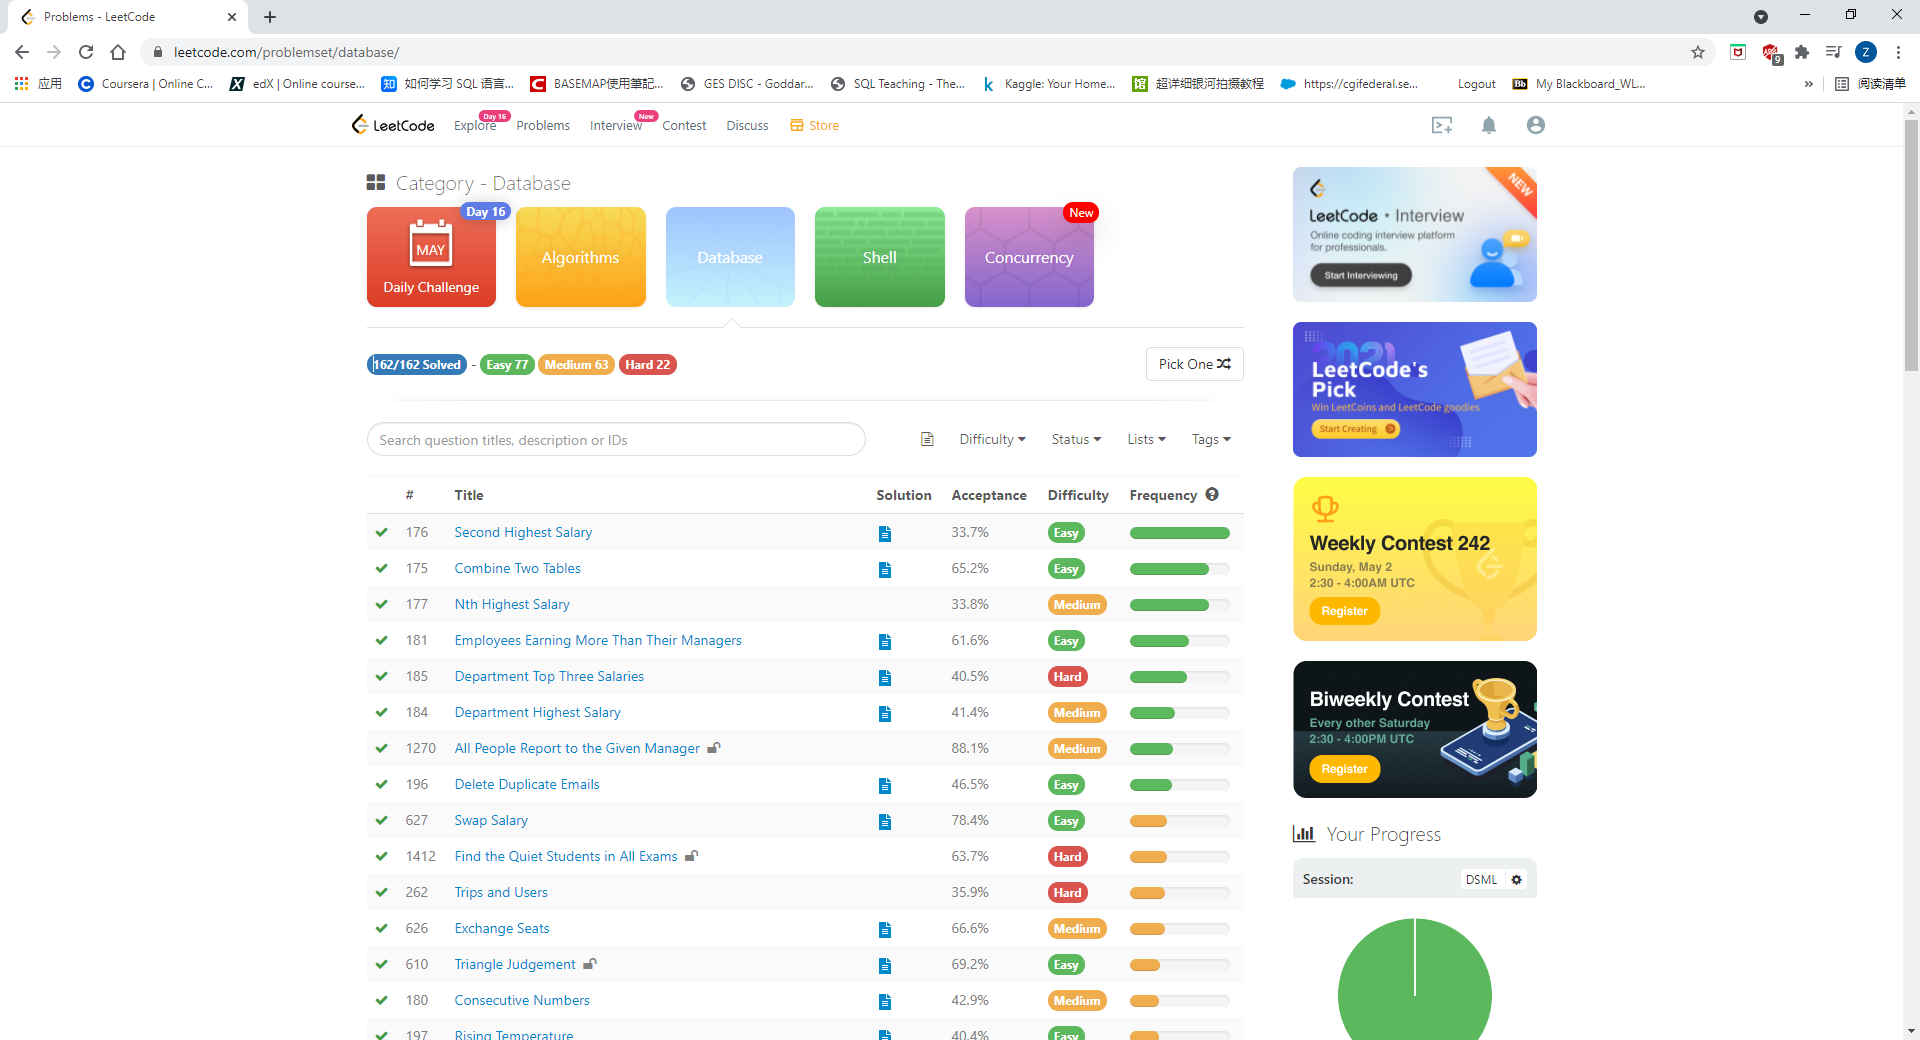 Problems - LeetCode
leetcode.com/problemset/database/
9
Z
应用
Coursera | Online C...
edX | Online course...
知
如何学习 SQL 语言...
BASEMAP使用筆記...
GES DISC - Goddar...
SQL Teaching - The...
Kaggle: Your Home...
馆
超详细银河拍摄教程
https://cgifederal.se...
Logout
Bb
My Blackboard_WL...
»
阅读清单
LeetCode
Explore
Day 16
Problems
Interview
New
Contest
Discuss
Store
Category - Database
Day 16
MAY
Daily Challenge
Algorithms
Database
Shell
New
Concurrency
162/162 Solved - Easy 77 Medium 63 Hard 22
Pick One
Search question titles, description or IDs
Difficulty
Status
Lists
Tags
# Title Solution Acceptance Difficulty Frequency
176 Second Highest Salary 33.7% Easy
175 Combine Two Tables 65.2% Easy
177 Nth Highest Salary 33.8% Medium
181 Employees Earning More Than Their Managers 61.6% Easy
185 Department Top Three Salaries 40.5% Hard
184 Department Highest Salary 41.4% Medium
1270 All People Report to the Given Manager 88.1% Medium
196 Delete Duplicate Emails 46.5% Easy
627 Swap Salary 78.4% Easy
1412 Find the Quiet Students in All Exams 63.7% Hard
262 Trips and Users 35.9% Hard
626 Exchange Seats 66.6% Medium
610 Triangle Judgement 69.2% Easy
180 Consecutive Numbers 42.9% Medium
197 Rising Temperature 40.4% Easy
NEW
LeetCode • Interview
Online coding interview platform
for professionals.
Start Interviewing
2021
LeetCode's
Pick
Win LeetCoins and LeetCode goodies
Start Creating
Weekly Contest 242
Sunday, May 2
2:30 - 4:00AM UTC
Register
Biweekly Contest
Every other Saturday
2:30 - 4:00PM UTC
Register
Your Progress
Session:
DSML